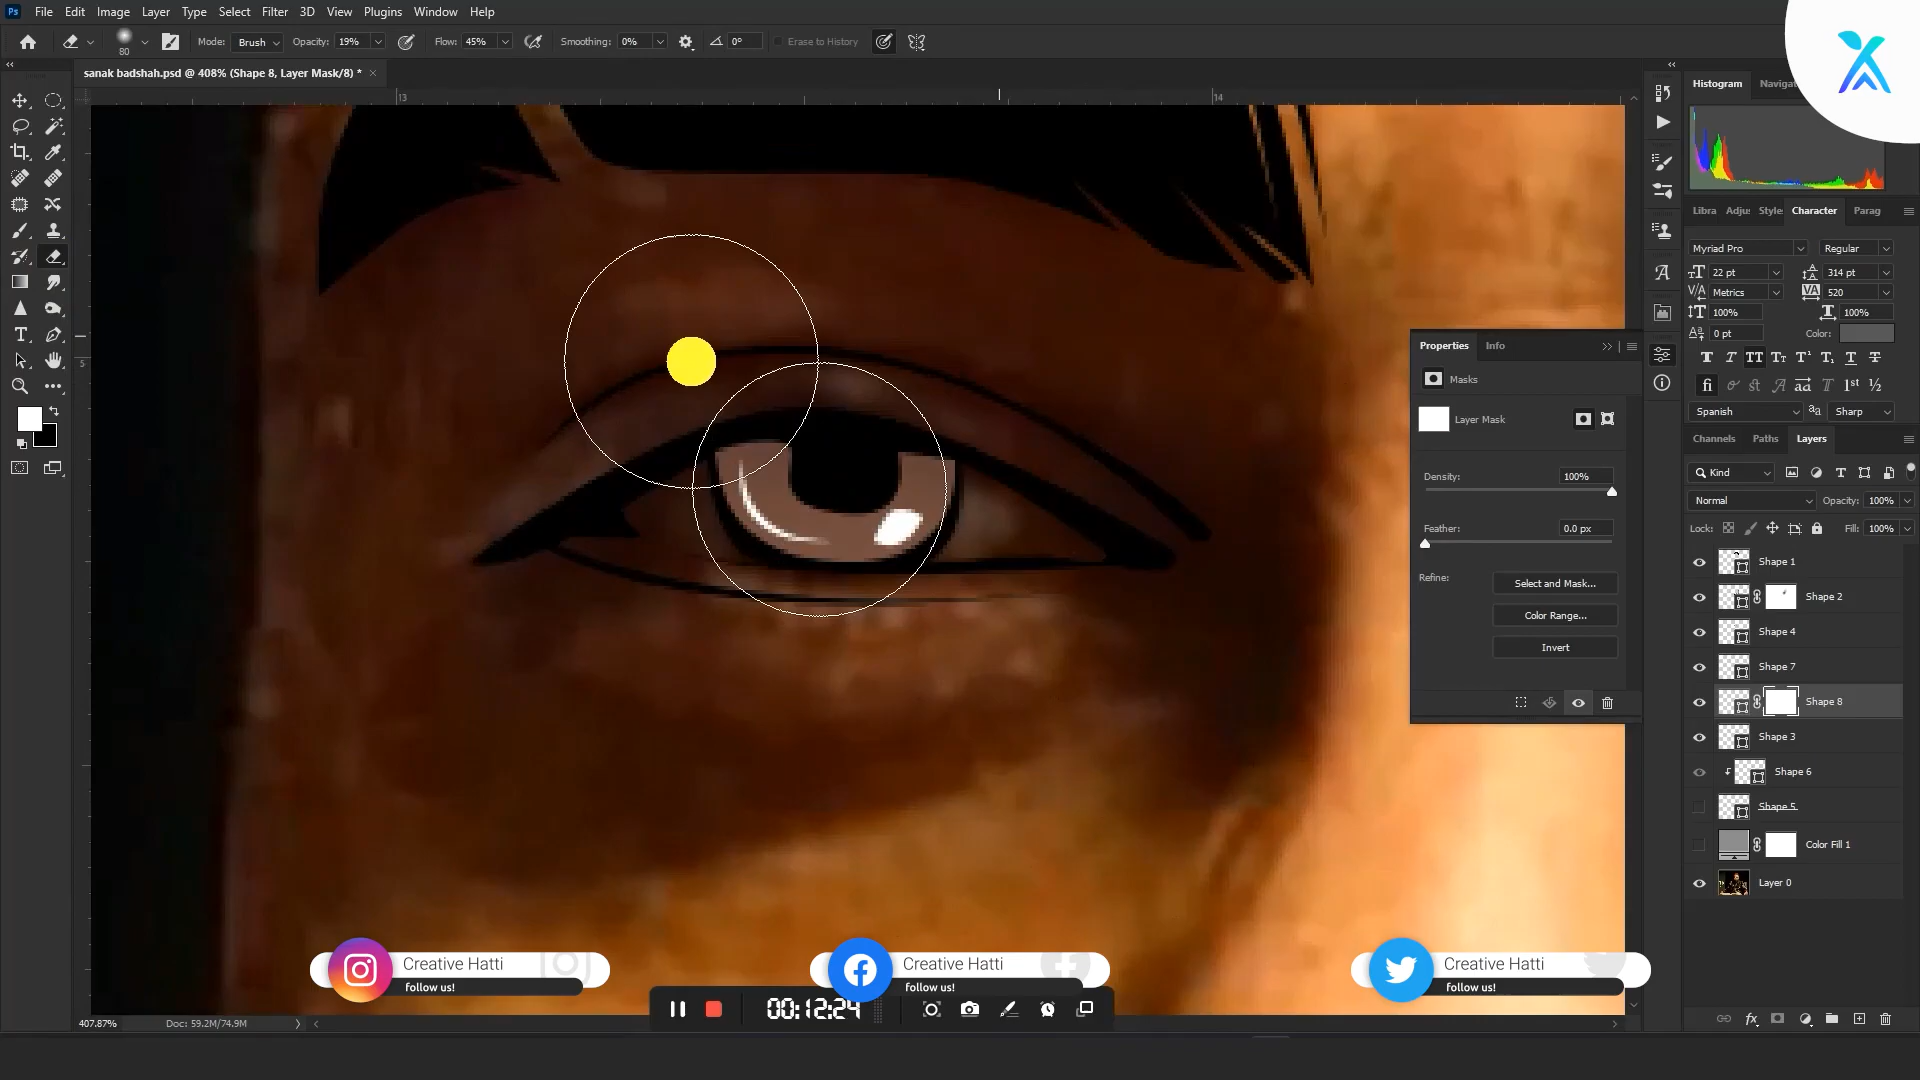 Ps File Edit Image Layer Type Select Filter 3D View Plugins Window Help
80 Mode: Brush Opacity: 19% Flow: 45% Smoothing: 0% 0° Erase to History
sanak badshah.psd @ 408% (Shape 8, Layer Mask/8) *
13 14
5
Histogram
Libra Adju Style Character Parag
Myriad Pro Regular
22 pt 314 pt
Metrics 520
100% 100%
0 pt Color:
Spanish Sharp
Properties Info
Masks
Layer Mask
Density: 100%
Feather: 0.0 px
Refine: Select and Mask...
Color Range...
Invert
Channels Paths Layers
Kind
Normal Opacity: 100%
Lock: Fill: 100%
Shape 1
Shape 2
Shape 4
Shape 7
Shape 8
Shape 3
Shape 6
Shape 5
Color Fill 1
Layer 0
Creative Hatti
follow us!
Creative Hatti
follow us!
Creative Hatti
follow us!
00:12:24
407.87% Doc: 59.2M/74.9M